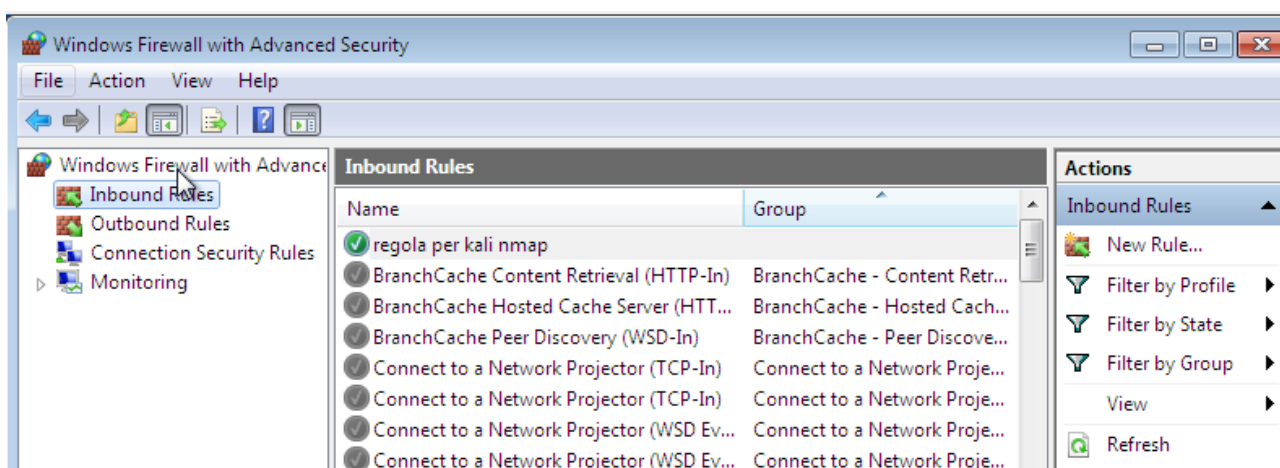 Windows Firewall with Advanced Security
File Action View Help
Windows Firewall with Advance
Inbound Rules
Outbound Rules
Connection Security Rules
Monitoring
Inbound Rules
Name Group
regola per kali nmap
BranchCache Content Retrieval (HTTP-In) BranchCache - Content Retr...
BranchCache Hosted Cache Server (HTT... BranchCache - Hosted Cach...
BranchCache Peer Discovery (WSD-In) BranchCache - Peer Discove...
Connect to a Network Projector (TCP-In) Connect to a Network Proje...
Connect to a Network Projector (TCP-In) Connect to a Network Proje...
Connect to a Network Projector (WSD Ev... Connect to a Network Proje...
Connect to a Network Projector (WSD Ev... Connect to a Network Proje...
Actions
Inbound Rules
New Rule...
Filter by Profile
Filter by State
Filter by Group
View
Refresh